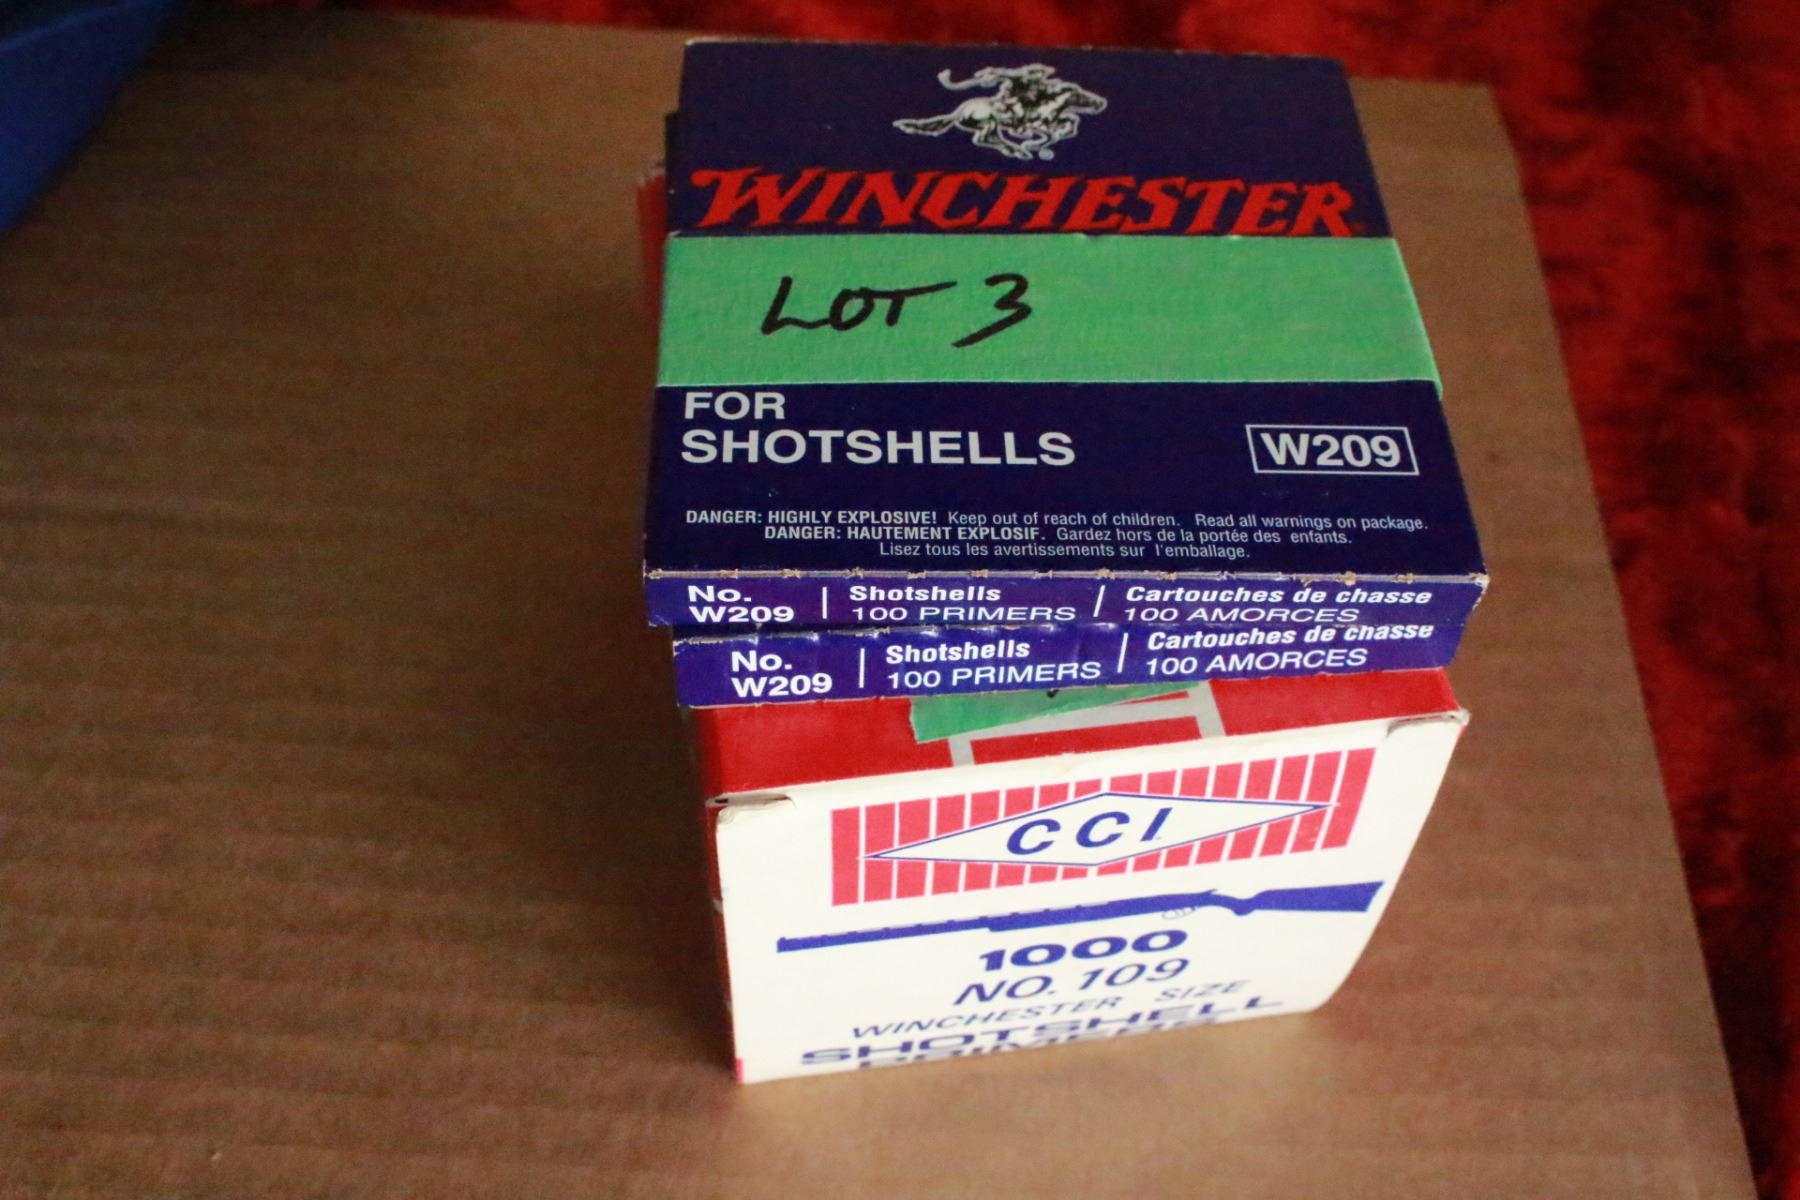 WINCHESTER
LOT 3
FOR
SHOTSHELLS
W209
DANGER: HIGHLY EXPLOSIVE! Keep out of reach of children. Read all warnings on package.
DANGER: HAUTEMENT EXPLOSIF. Gardez hors de la portée des enfants.
Lisez tous les avertissements sur l'emballage.
No. W209 | Shotshells 100 PRIMERS | Cartouches de chasse 100 AMORCES
No. W209 | Shotshells 100 PRIMERS | Cartouches de chasse 100 AMORCES
CCI
1000
NO. 109
WINCHESTER SIZE
SHOTSHELL